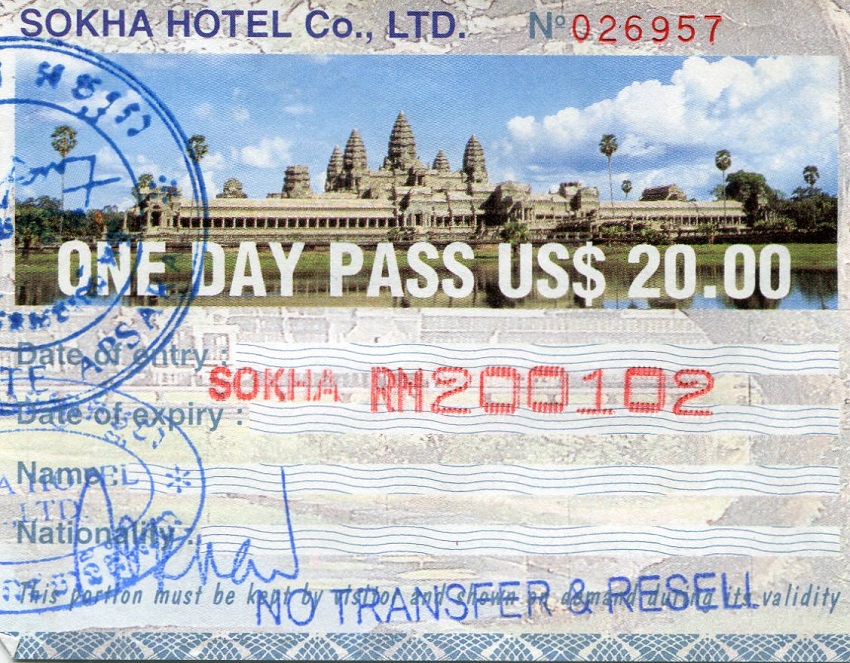 SOKHA HOTEL Co., LTD. Nº 026957
ONE DAY PASS US$ 20.00
Date of entry :
SOKHA RM200102
Date of expiry :
Name :
Nationality :
This portion must be kept by visitor and shown on demand during its validity
NO TRANSFER & RESELL